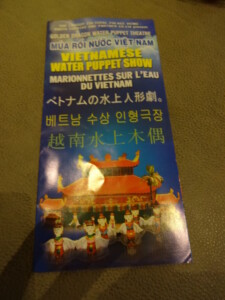 GOLDEN DRAGON WATER PUPPET THEATRE
MÚA RỐI NƯỚC VIỆT NAM
VIETNAMESE
WATER PUPPET SHOW
MARIONNETTES SUR L'EAU
DU VIETNAM
ベトナムの水上人形劇。
베트남 수상 인형극장
越南水上木偶